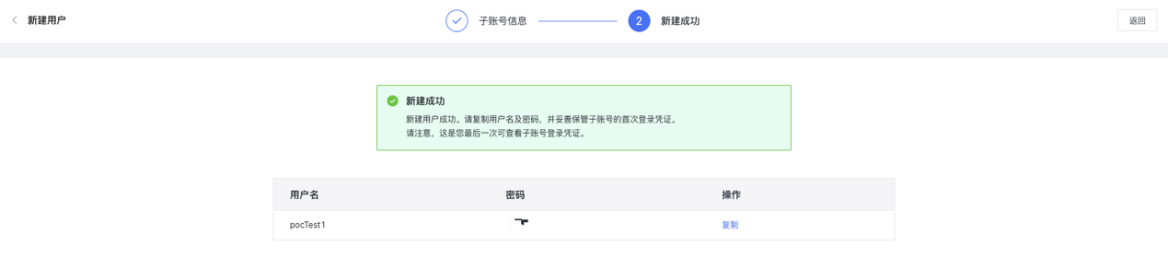 新建用户
子账号信息
2 新建成功
返回
新建成功
新建用户成功。请复制用户名及密码，并妥善保管子账号的首次登录凭证。
请注意，这是您最后一次可查看子账号登录凭证。
用户名 密码 操作
pocTest1 复制